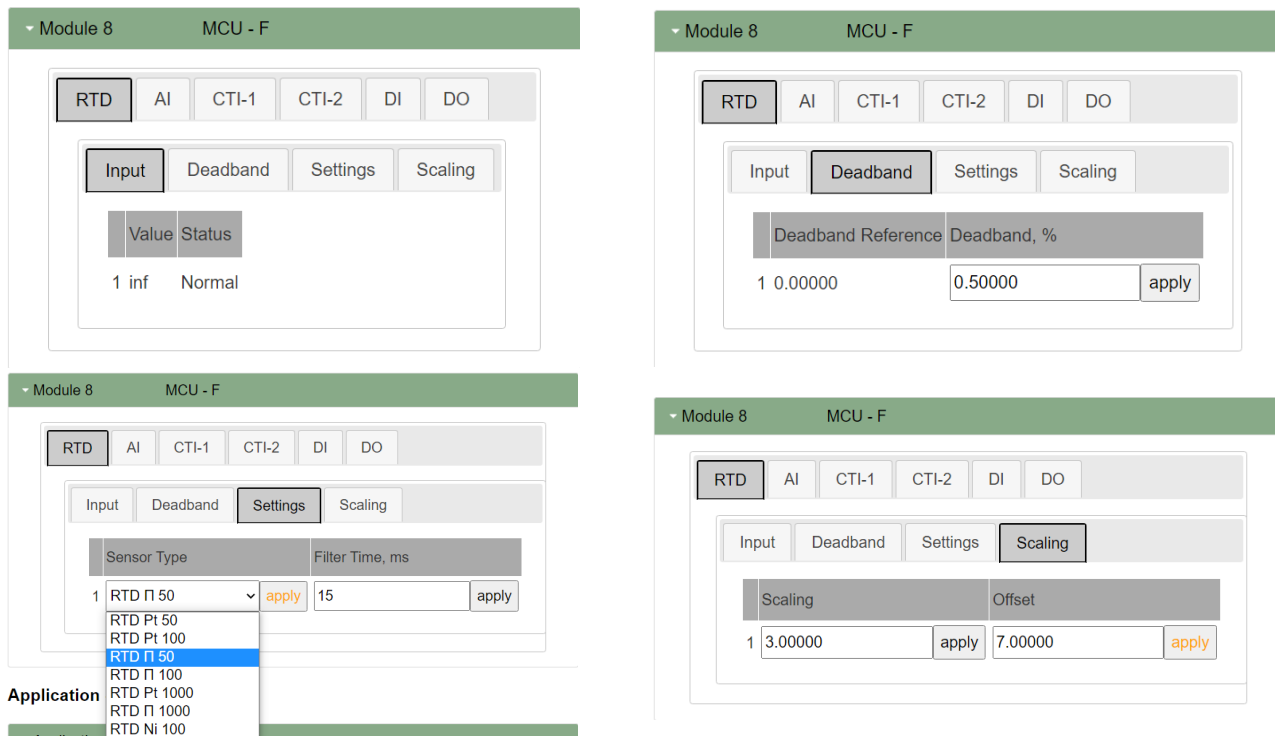 Module 8 MCU - F
RTD AI CTI-1 CTI-2 DI DO
Input Deadband Settings Scaling
Value Status
1 inf Normal
Module 8 MCU - F
RTD AI CTI-1 CTI-2 DI DO
Input Deadband Settings Scaling
Deadband Reference Deadband, %
1 0.00000 0.50000 apply
Module 8 MCU - F
RTD AI CTI-1 CTI-2 DI DO
Input Deadband Settings Scaling
Sensor Type Filter Time, ms
1 RTD П 50 apply 15 apply
RTD Pt 50
RTD Pt 100
RTD П 50
RTD П 100
RTD Pt 1000
RTD П 1000
RTD Ni 100
Application
Module 8 MCU - F
RTD AI CTI-1 CTI-2 DI DO
Input Deadband Settings Scaling
Scaling Offset
1 3.00000 apply 7.00000 apply